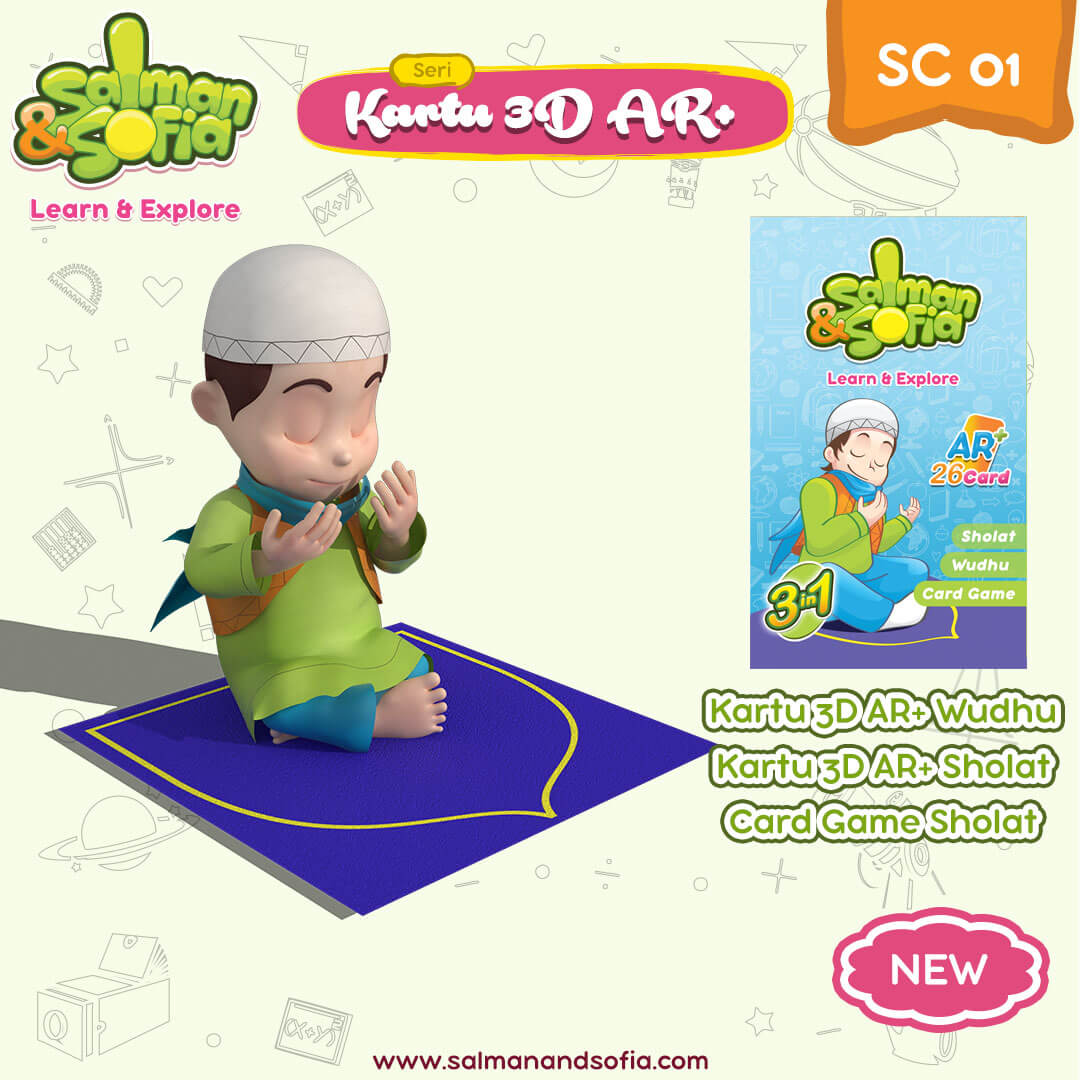 Salman
& Sofia
Learn & Explore
Seri
Kartu 3D AR+
SC 01
Salman
& Sofia
Learn & Explore
AR+
26Card
Sholat
Wudhu
Card Game
3in1
Kartu 3D AR+ Wudhu
Kartu 3D AR+ Sholat
Card Game Sholat
NEW
www.salmanandsofia.com